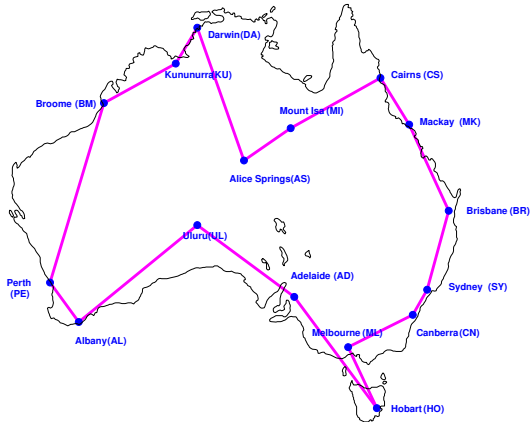 Darwin(DA)
Kununurra(KU)
Cairns (CS)
Broome (BM)
Mount Isa (MI)
Mackay (MK)
Alice Springs(AS)
Brisbane (BR)
Uluru(UL)
Adelaide (AD)
Perth
(PE)
Sydney (SY)
Melbourne (ML)
Canberra(CN)
Albany(AL)
Hobart(HO)